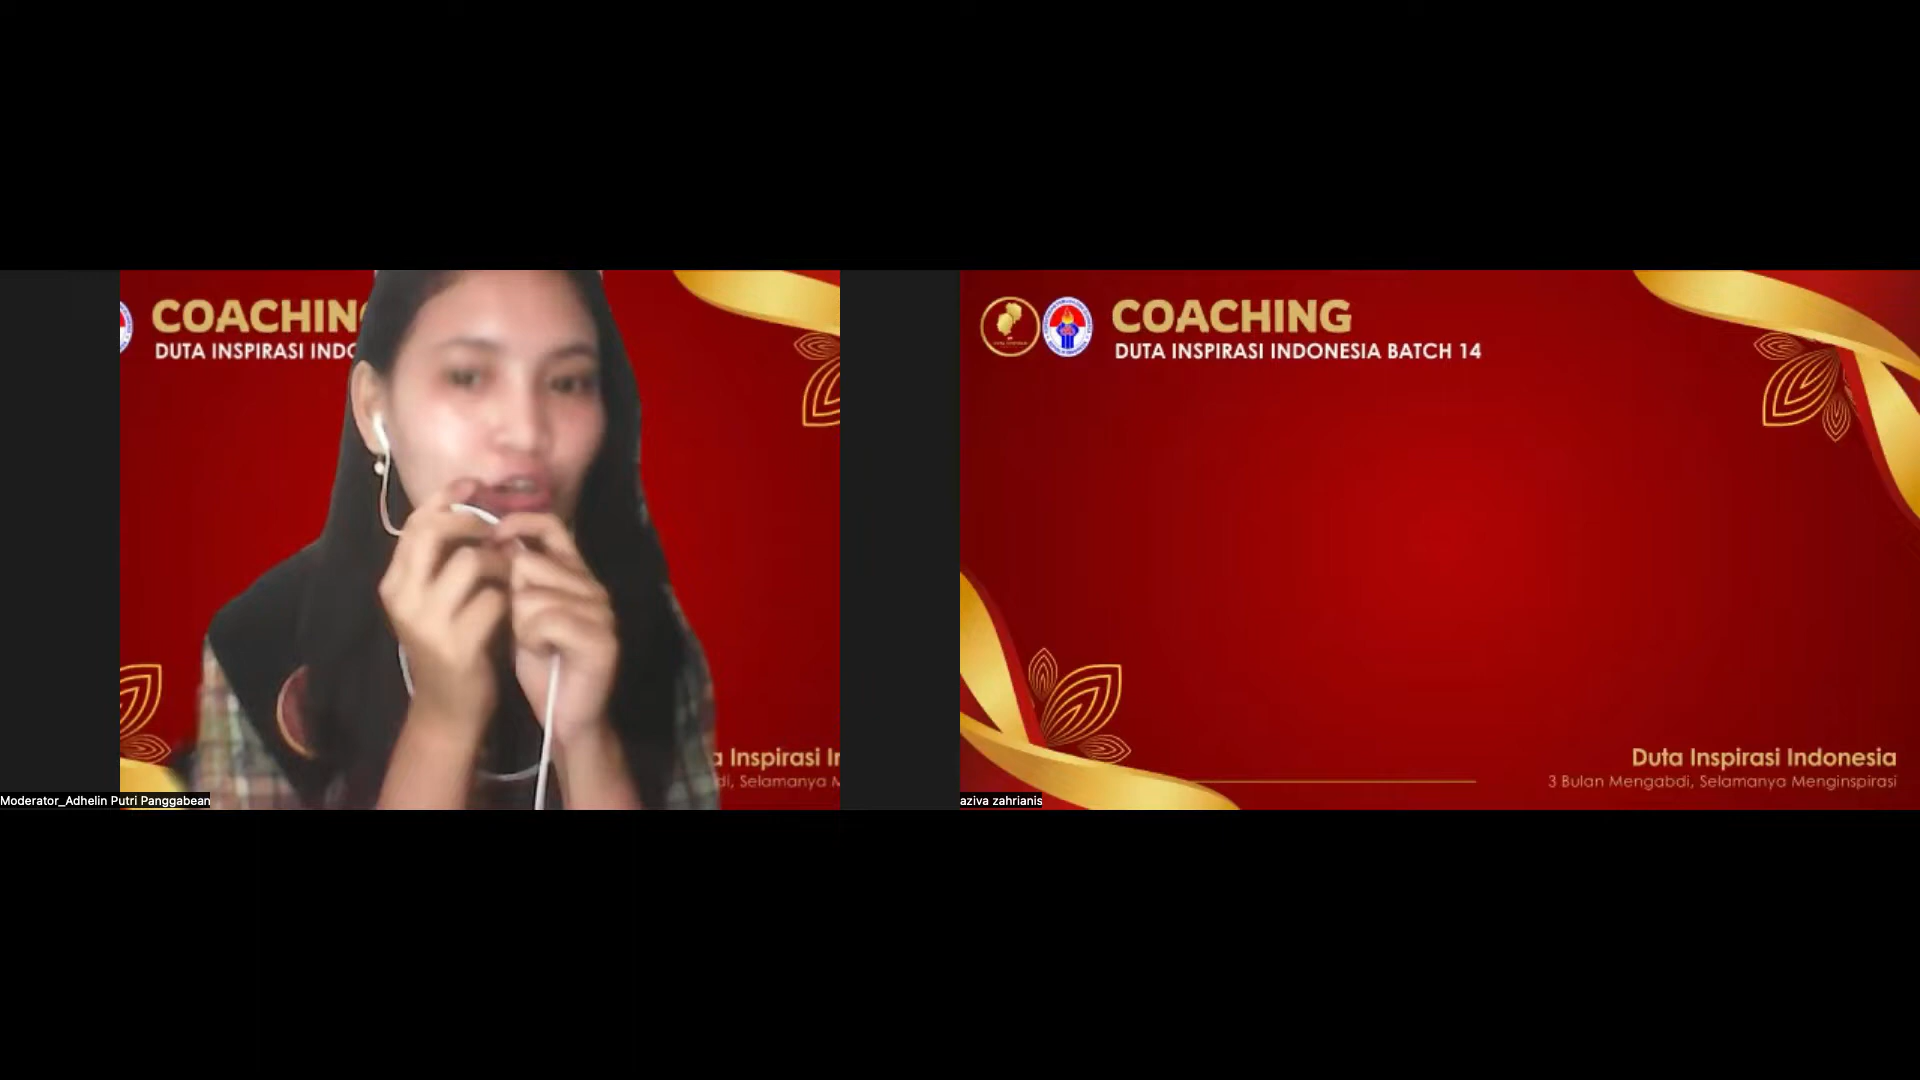 COACHIN
DUTA INSPIRASI INDO
a Inspirasi In
di, Selamanya M
Moderator_Adhelin Putri Panggabean
COACHING
DUTA INSPIRASI INDONESIA BATCH 14
Duta Inspirasi Indonesia
3 Bulan Mengabdi, Selamanya Menginspirasi
aziva zahrianis